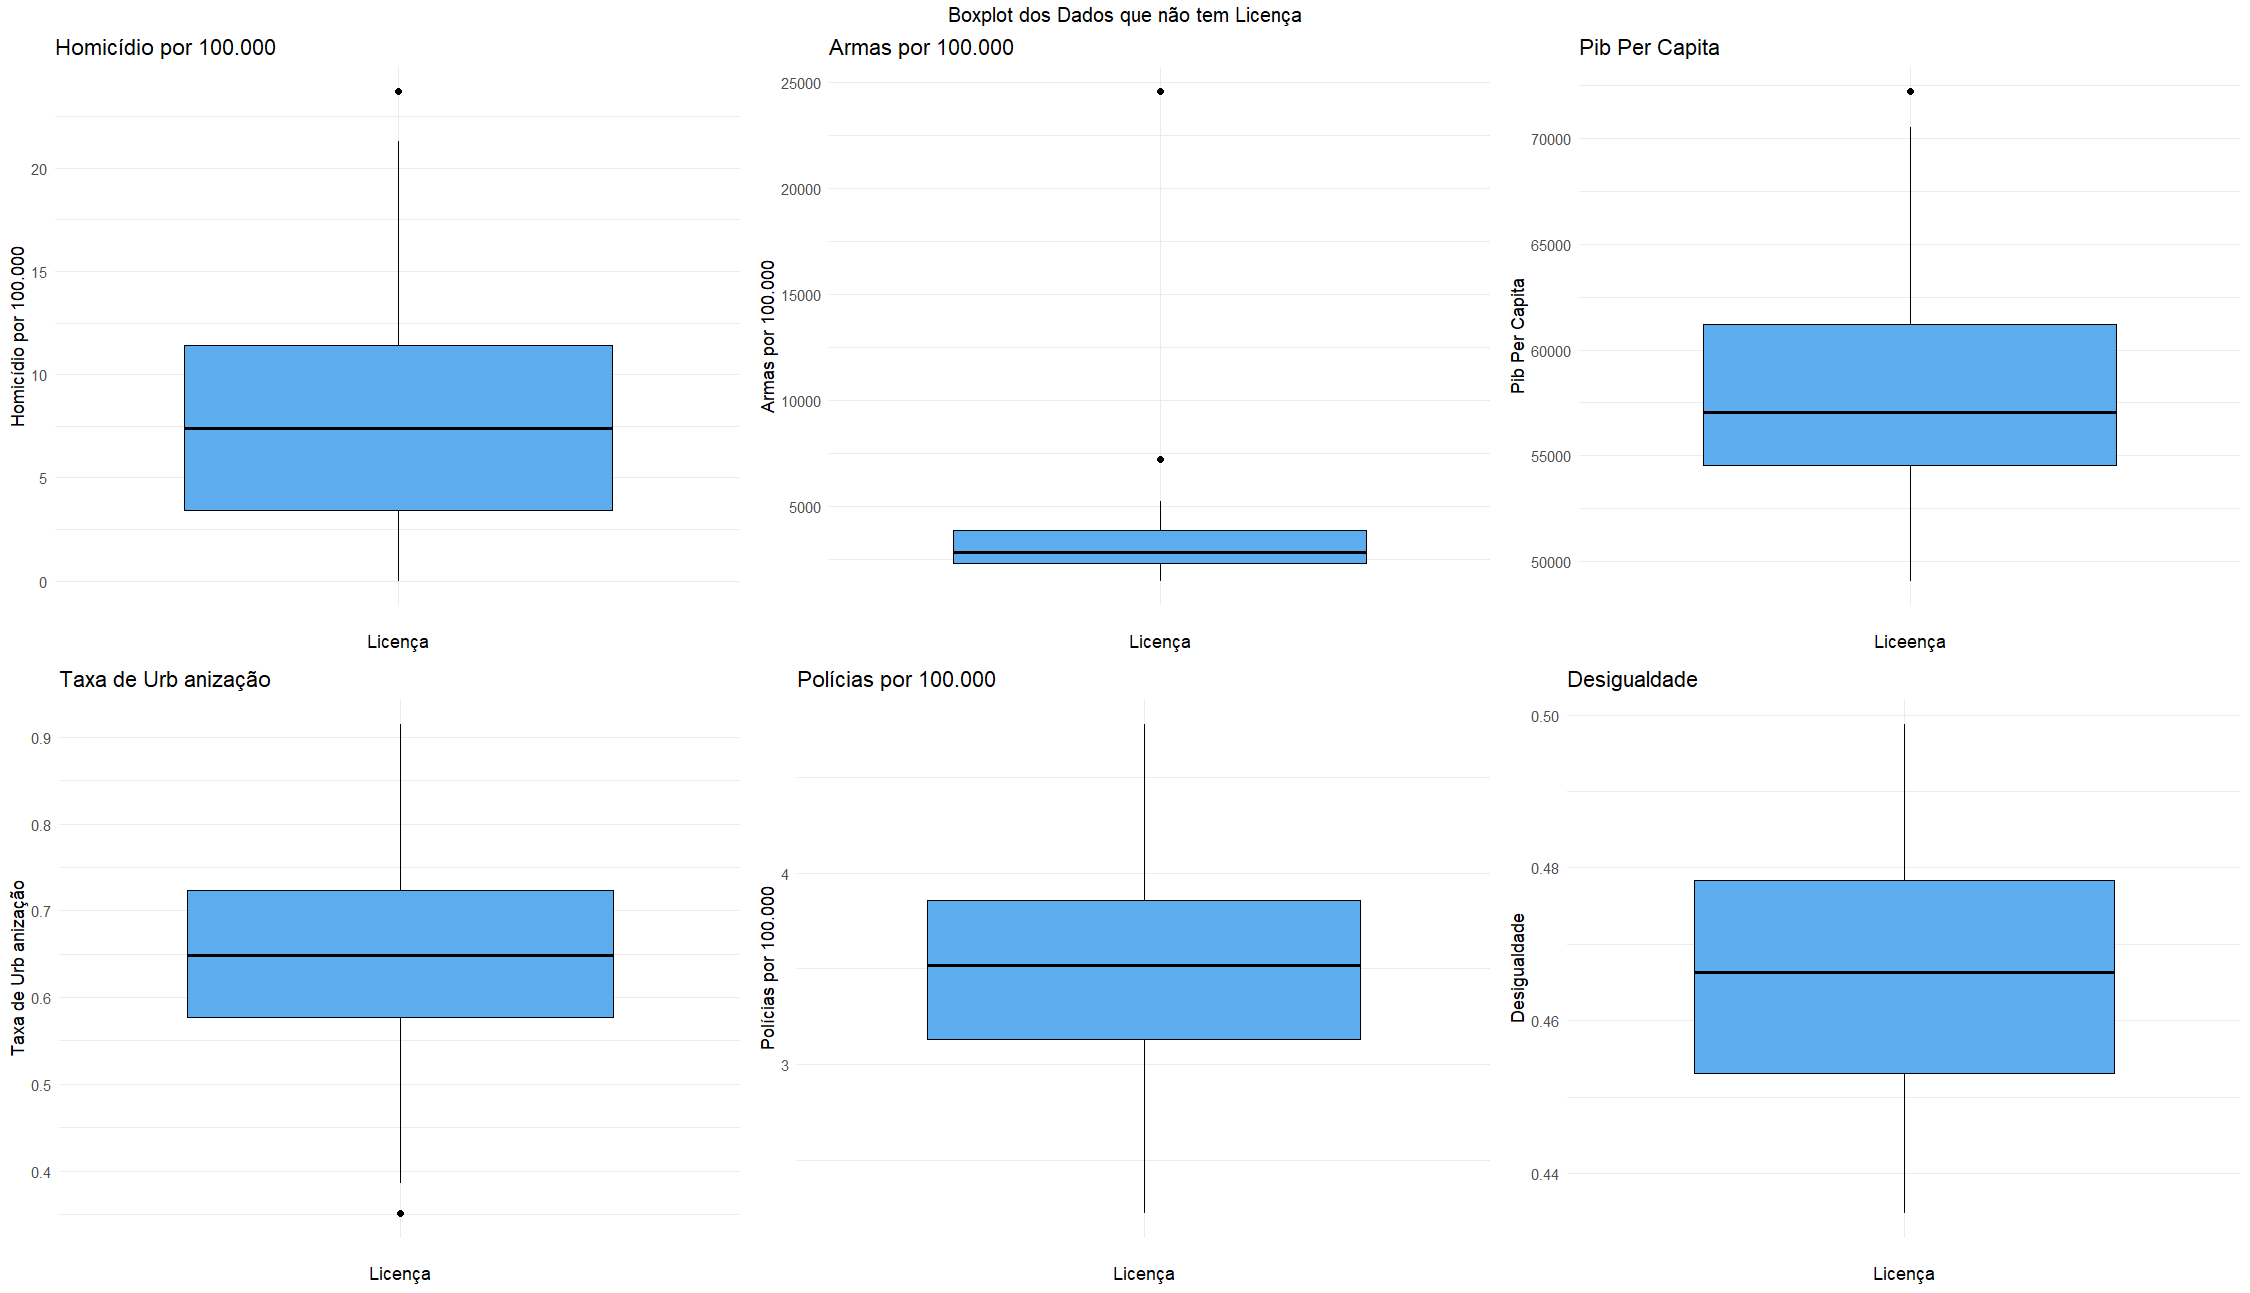 Boxplot dos Dados que não tem Licença
Homicídio por 100.000
Homicídio por 100.000
20
15
10
5
0
Licença
Armas por 100.000
Armas por 100.000
25000
20000
15000
10000
5000
Licença
Pib Per Capita
Pib Per Capita
70000
65000
60000
55000
50000
Liceença
Taxa de Urb anização
Taxa de Urb anização
0.9
0.8
0.7
0.6
0.5
0.4
Licença
Polícias por 100.000
Polícias por 100.000
4
3
Licença
Desigualdade
Desigualdade
0.50
0.48
0.46
0.44
Licença